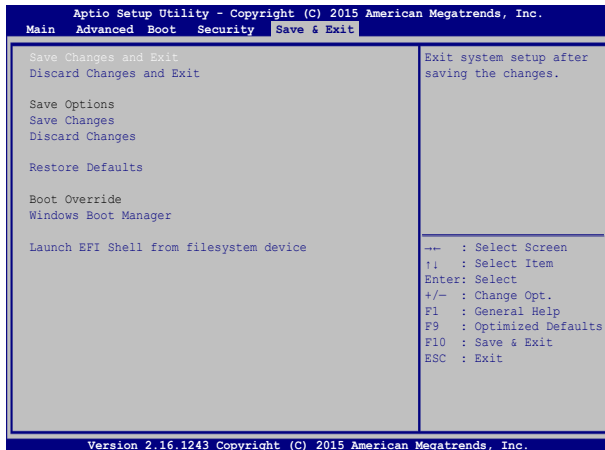 Aptio Setup Utility - Copyright (C) 2015 American Megatrends, Inc.
Main Advanced Boot Security Save & Exit
Save Changes and Exit
Discard Changes and Exit
Save Options
Save Changes
Discard Changes
Restore Defaults
Boot Override
Windows Boot Manager
Launch EFI Shell from filesystem device
Exit system setup after
saving the changes.
→← : Select Screen
↑↓ : Select Item
Enter: Select
+/— : Change Opt.
F1 : General Help
F9 : Optimized Defaults
F10 : Save & Exit
ESC : Exit
Version 2.16.1243 Copyright (C) 2015 American Megatrends, Inc.